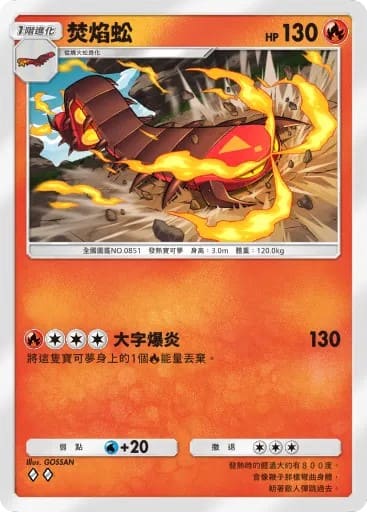 1階進化 焚焰蚣 HP 130
從燒火蚣進化
全國圖鑑NO.0851 發熱寶可夢 身高：3.0m 體重：120.0kg
大字爆炎 130
將這隻寶可夢身上的1個能量丟棄。
弱點 +20 撤退
Illus. GOSSAN
發熱時的體溫大約有８００度。
會像鞭子那樣彎曲身體，
朝著敵人彈跳過去。